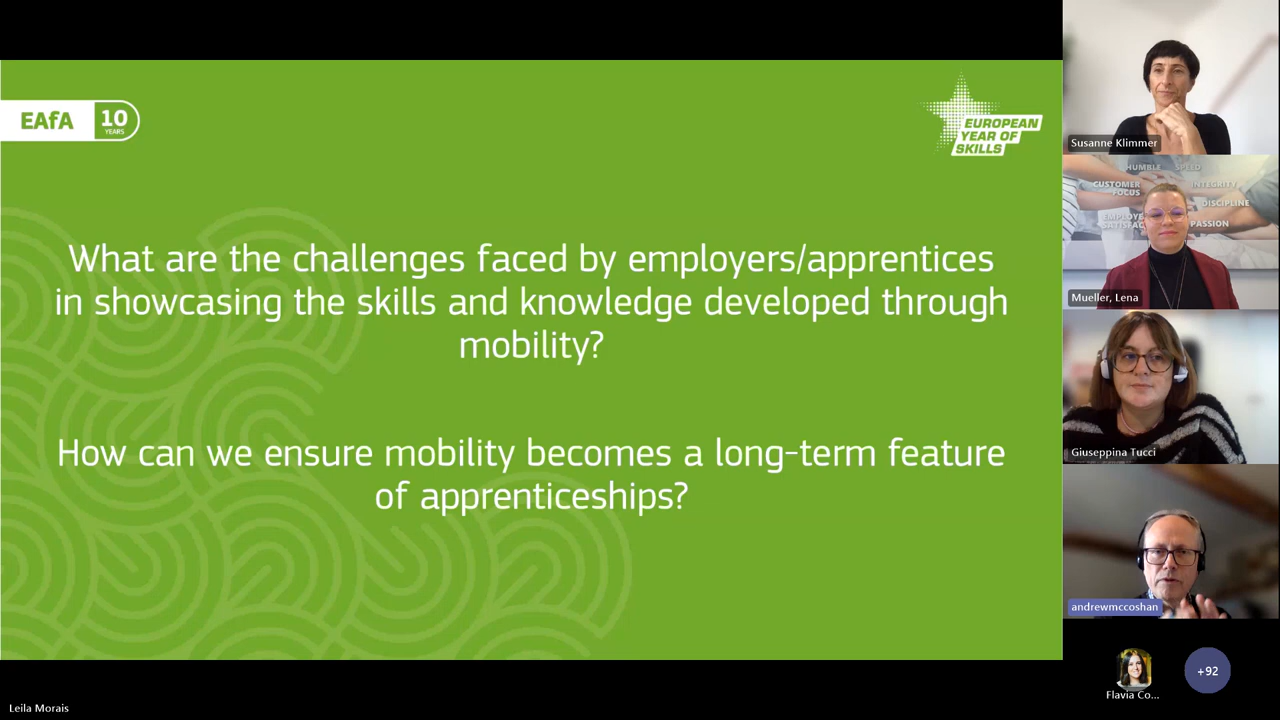 EAfA 10
YEARS
EUROPEAN
YEAR OF
SKILLS
What are the challenges faced by employers/apprentices
in showcasing the skills and knowledge developed through
mobility?
How can we ensure mobility becomes a long-term feature
of apprenticeships?
Susanne Klimmer
HUMBLE SPEED
CUSTOMER
FOCUS
INTEGRITY
DISCIPLINE
PASSION
Mueller, Lena
Giuseppina Tucci
andrewmccoshan
Flavia Co...
+92
Leila Morais